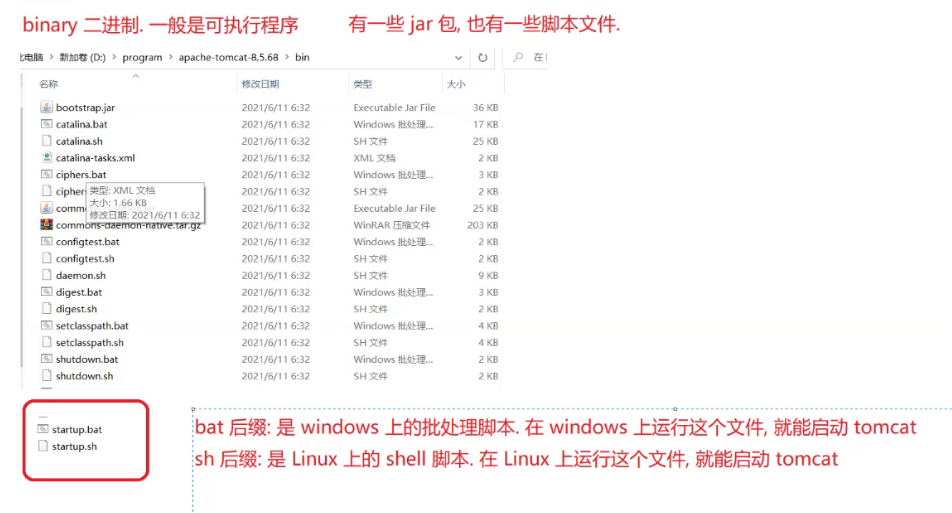 binary 二进制. 一般是可执行程序 有一些 jar 包, 也有一些脚本文件.
电脑 > 新加卷 (D:) > program > apache-tomcat-8.5.68 > bin 在
名称 修改日期 类型 大小
bootstrap.jar 2021/6/11 6:32 Executable Jar File 36 KB
catalina.bat 2021/6/11 6:32 Windows 批处理... 17 KB
catalina.sh 2021/6/11 6:32 SH 文件 25 KB
catalina-tasks.xml 2021/6/11 6:32 XML 文档 2 KB
ciphers.bat 2021/6/11 6:32 Windows 批处理... 3 KB
cipher 2021/6/11 6:32 SH 文件 2 KB
类型: XML 文档
大小: 1.66 KB
修改日期: 2021/6/11 6:32
comm 2021/6/11 6:32 Executable Jar File 25 KB
commons-daemon-native.tar.gz 2021/6/11 6:32 WinRAR 压缩文件 203 KB
configtest.bat 2021/6/11 6:32 Windows 批处理... 2 KB
configtest.sh 2021/6/11 6:32 SH 文件 2 KB
daemon.sh 2021/6/11 6:32 SH 文件 9 KB
digest.bat 2021/6/11 6:32 Windows 批处理... 3 KB
digest.sh 2021/6/11 6:32 SH 文件 2 KB
setclasspath.bat 2021/6/11 6:32 Windows 批处理... 4 KB
setclasspath.sh 2021/6/11 6:32 SH 文件 4 KB
shutdown.bat 2021/6/11 6:32 Windows 批处理... 2 KB
shutdown.sh 2021/6/11 6:32 SH 文件 2 KB
startup.bat
startup.sh
bat 后缀: 是 windows 上的批处理脚本. 在 windows 上运行这个文件, 就能启动 tomcat
sh 后缀: 是 Linux 上的 shell 脚本. 在 Linux 上运行这个文件, 就能启动 tomcat